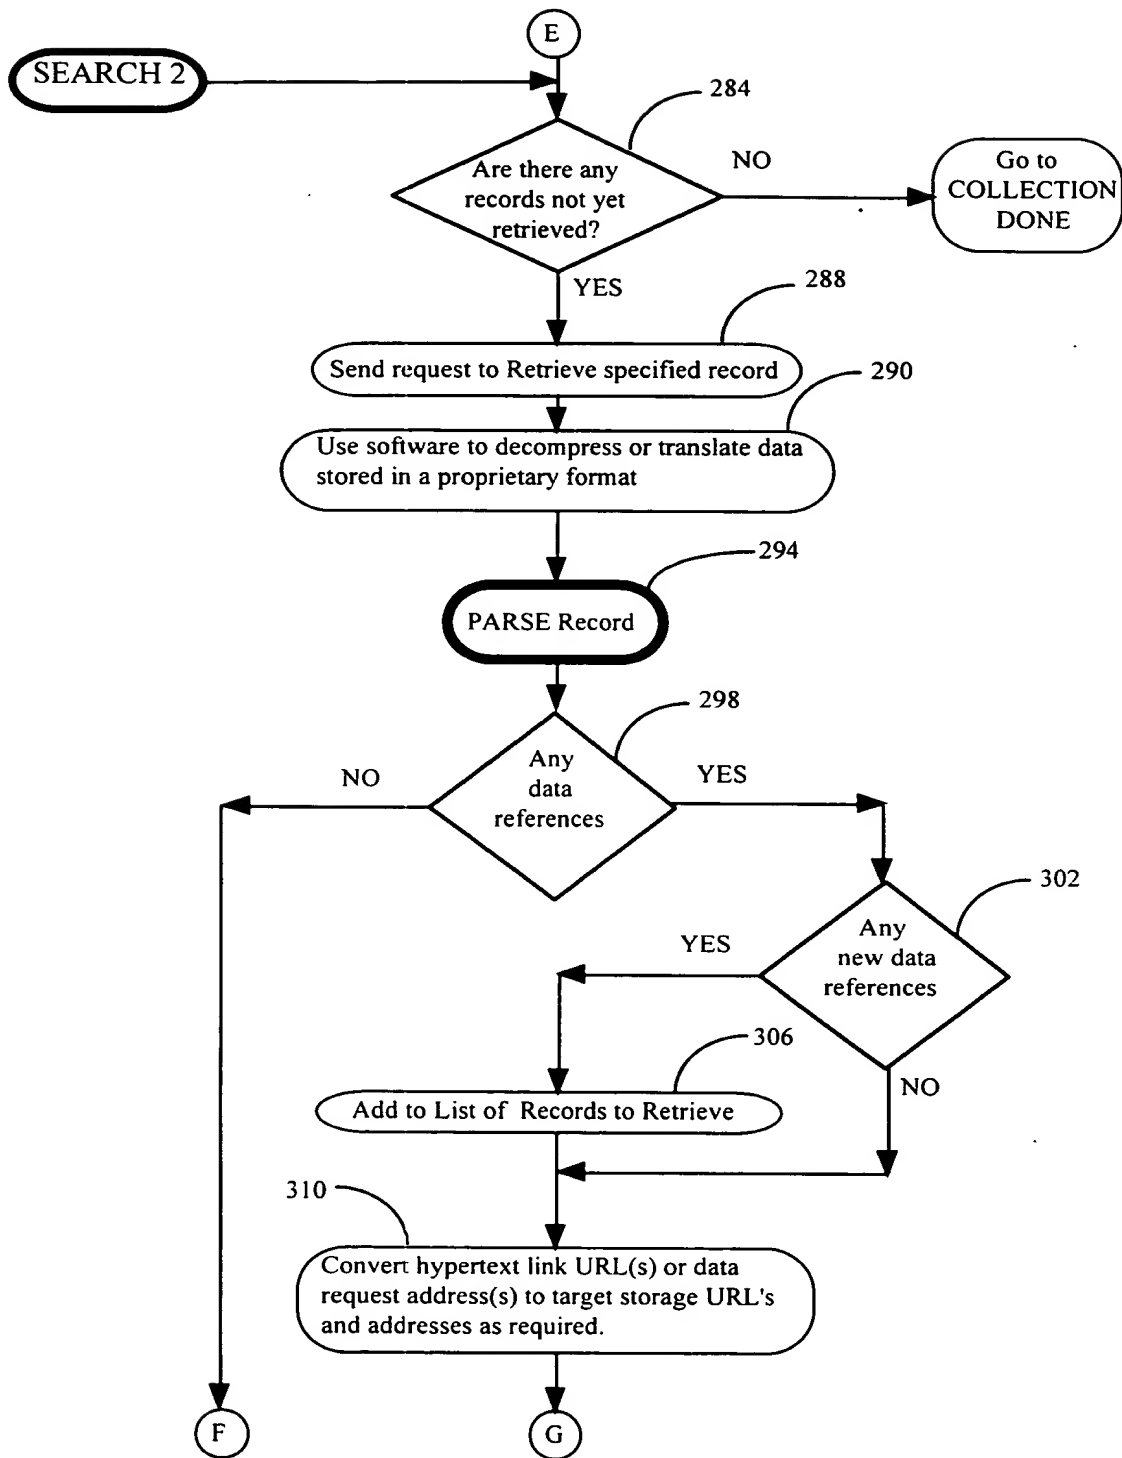 E
SEARCH 2
284
Are there any
records not yet
retrieved?
NO
Go to
COLLECTION
DONE
YES
288
Send request to Retrieve specified record
290
Use software to decompress or translate data
stored in a proprietary format
294
PARSE Record
298
Any
data
references
NO
YES
302
Any
new data
references
YES
NO
306
Add to List of Records to Retrieve
310
Convert hypertext link URL(s) or data
request address(s) to target storage URL's
and addresses as required.
F
G